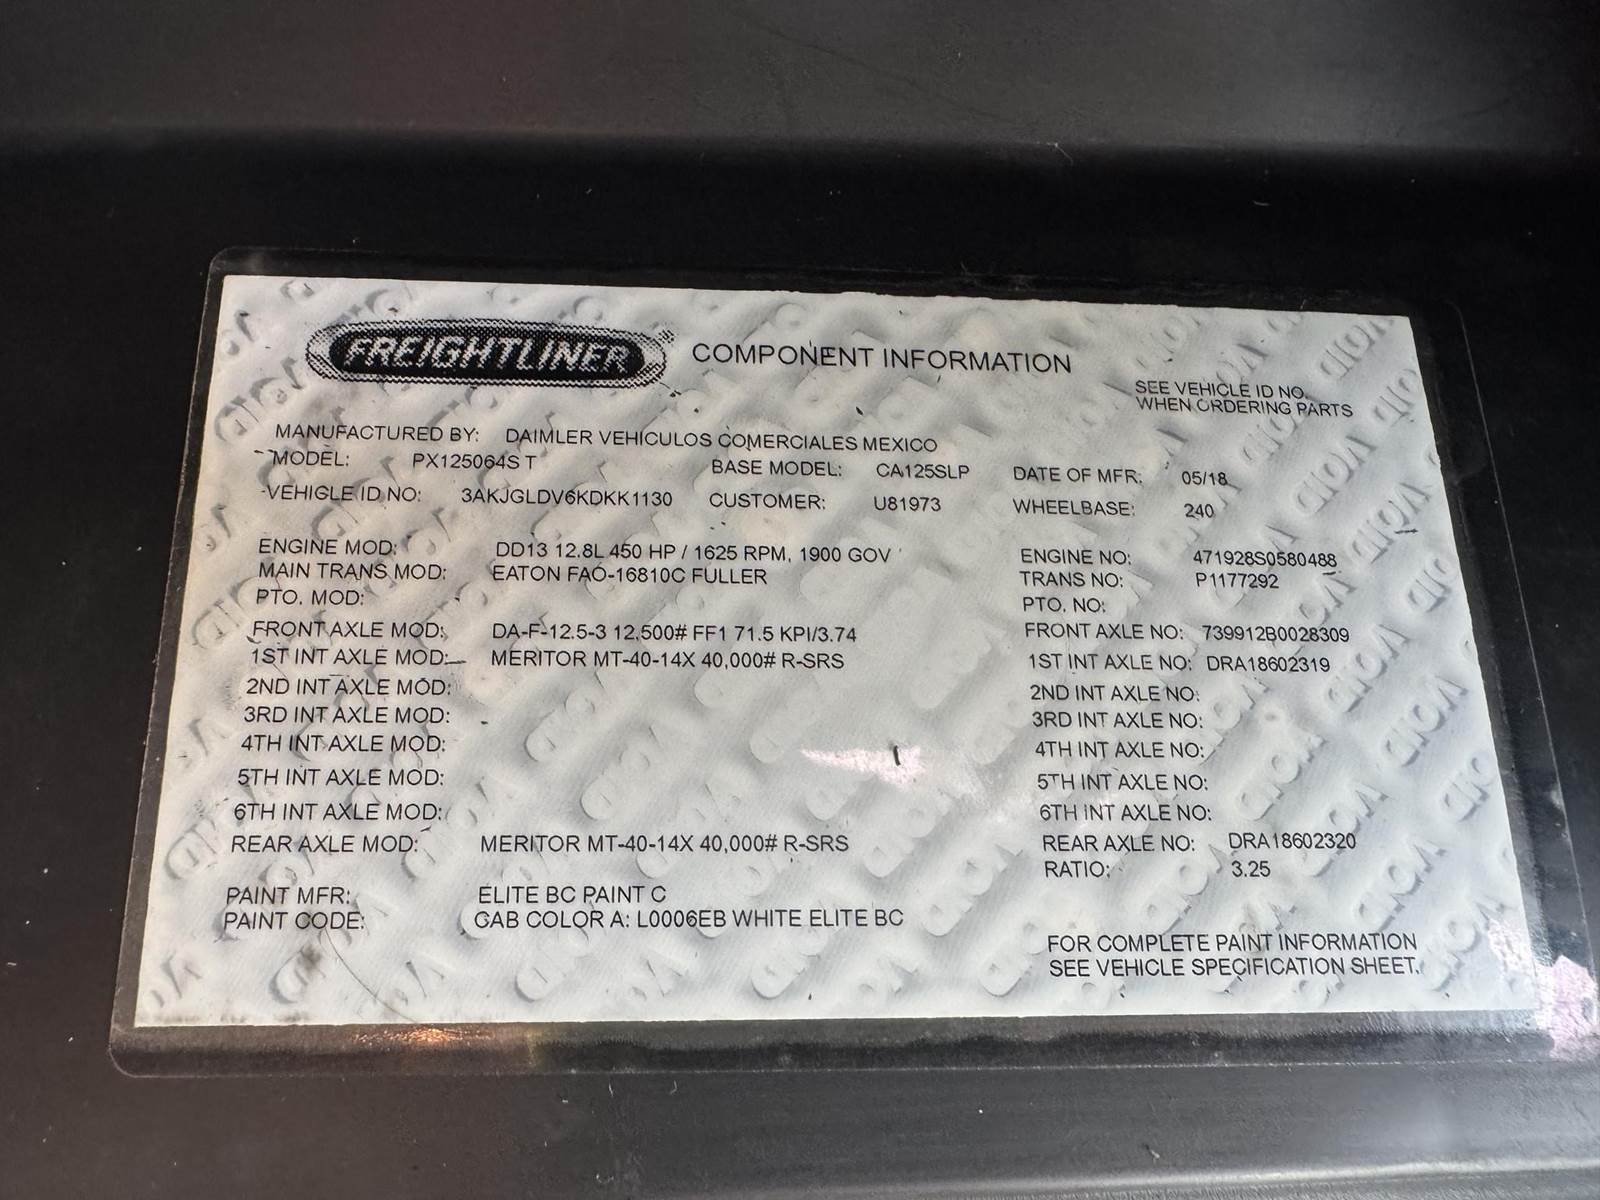 FREIGHTLINER COMPONENT INFORMATION
SEE VEHICLE ID NO.
WHEN ORDERING PARTS
MANUFACTURED BY: DAIMLER VEHICULOS COMERCIALES MEXICO
MODEL: PX125064S T BASE MODEL: CA125SLP DATE OF MFR: 05/18
VEHICLE ID NO: 3AKJGLDV6KDKK1130 CUSTOMER: U81973 WHEELBASE: 240
ENGINE MOD: DD13 12.8L 450 HP / 1625 RPM, 1900 GOV ENGINE NO: 471928S0580488
MAIN TRANS MOD: EATON FAO-16810C FULLER TRANS NO: P1177292
PTO. MOD: PTO. NO:
FRONT AXLE MOD: DA-F-12.5-3 12,500# FF1 71.5 KPI/3.74 FRONT AXLE NO: 739912B0028309
1ST INT AXLE MOD: MERITOR MT-40-14X 40,000# R-SRS 1ST INT AXLE NO: DRA18602319
2ND INT AXLE MOD: 2ND INT AXLE NO:
3RD INT AXLE MOD: 3RD INT AXLE NO:
4TH INT AXLE MOD: 4TH INT AXLE NO:
5TH INT AXLE MOD: 5TH INT AXLE NO:
6TH INT AXLE MOD: 6TH INT AXLE NO:
REAR AXLE MOD: MERITOR MT-40-14X 40,000# R-SRS REAR AXLE NO: DRA18602320
RATIO: 3.25
PAINT MFR: ELITE BC PAINT C
PAINT CODE: CAB COLOR A: L0006EB WHITE ELITE BC
FOR COMPLETE PAINT INFORMATION
SEE VEHICLE SPECIFICATION SHEET.